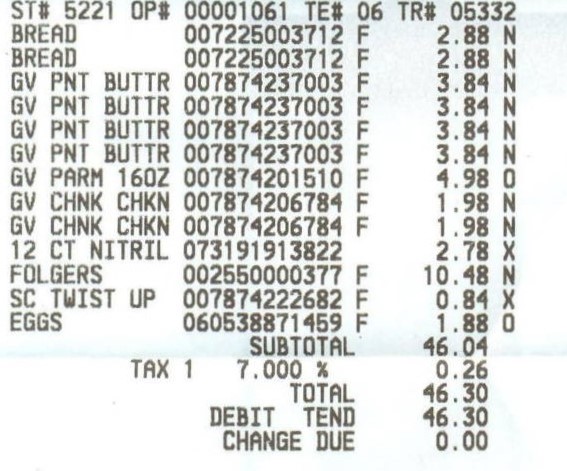 ST# 5221 OP# 00001061 TE# 06 TR# 05332
BREAD 007225003712 F 2.88 N
BREAD 007225003712 F 2.88 N
GV PNT BUTTR 007874237003 F 3.84 N
GV PNT BUTTR 007874237003 F 3.84 N
GV PNT BUTTR 007874237003 F 3.84 N
GV PNT BUTTR 007874237003 F 3.84 N
GV PARM 16OZ 007874201510 F 4.98 O
GV CHNK CHKN 007874206784 F 1.98 N
GV CHNK CHKN 007874206784 F 1.98 N
12 CT NITRIL 073191913822 2.78 X
FOLGERS 002550000377 F 10.48 N
SC TWIST UP 007874222682 F 0.84 X
EGGS 060538871459 F 1.88 O
SUBTOTAL 46.04
TAX 1 7.000 % 0.26
TOTAL 46.30
DEBIT TEND 46.30
CHANGE DUE 0.00